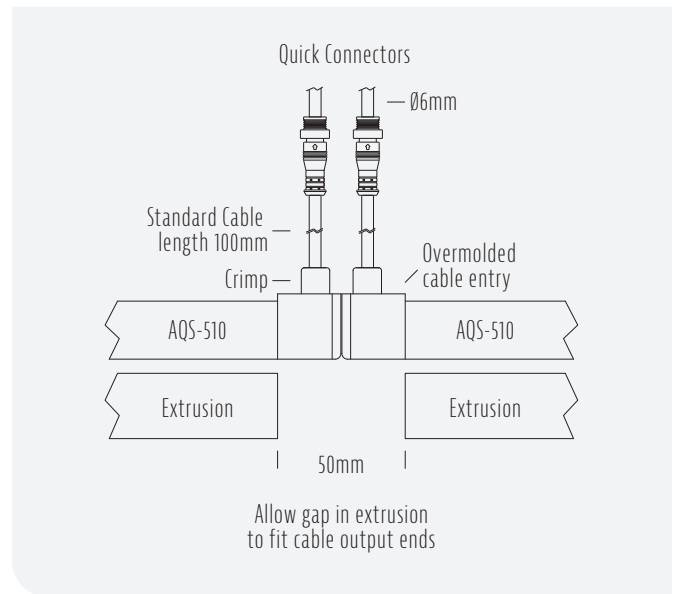 Quick Connectors
Ø6mm
Standard Cable
length 100mm
Crimp
Overmolded
cable entry
AQS-510
AQS-510
Extrusion
Extrusion
50mm
Allow gap in extrusion
to fit cable output ends